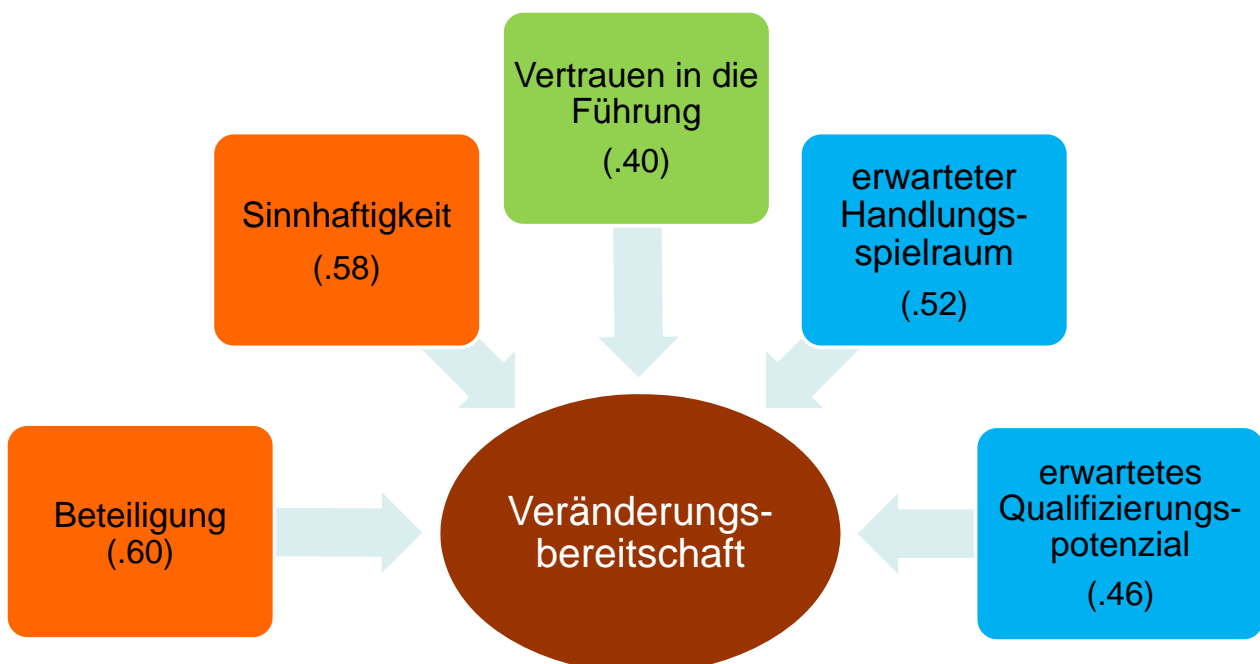 Vertrauen in die
Führung
(.40)
Sinnhaftigkeit
(.58)
erwarteter
Handlungs-
spielraum
(.52)
Beteiligung
(.60)
Veränderungs-
bereitschaft
erwartetes
Qualifizierungs-
potenzial
(.46)